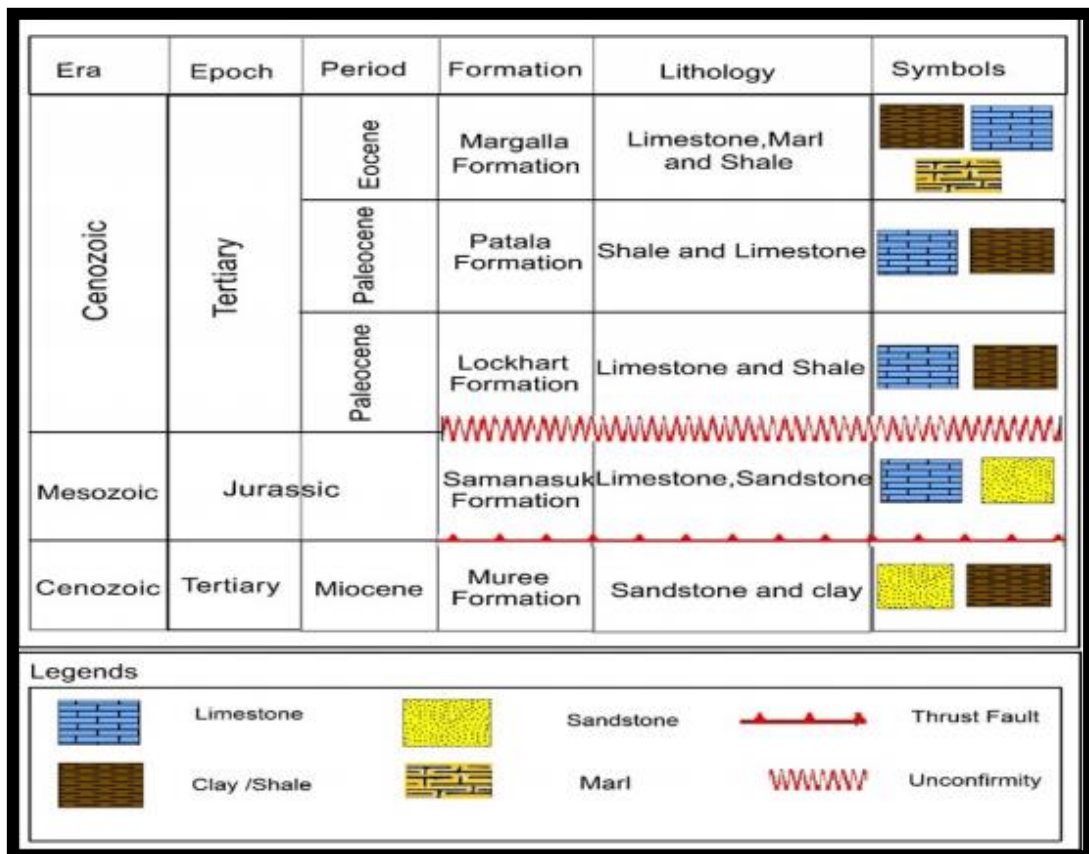 Era Epoch Period Formation Lithology Symbols
Cenozoic
Tertiary
Eocene
Margalla
Formation
Limestone,Marl
and Shale
Paleocene
Patala
Formation
Shale and Limestone
Paleocene
Lockhart
Formation
Limestone and Shale
Mesozoic
Jurassic
Samanasuk
Formation
Limestone,Sandstone
Cenozoic
Tertiary
Miocene
Muree
Formation
Sandstone and clay
Legends
Limestone
Sandstone
Thrust Fault
Clay /Shale
Marl
Unconfirmity